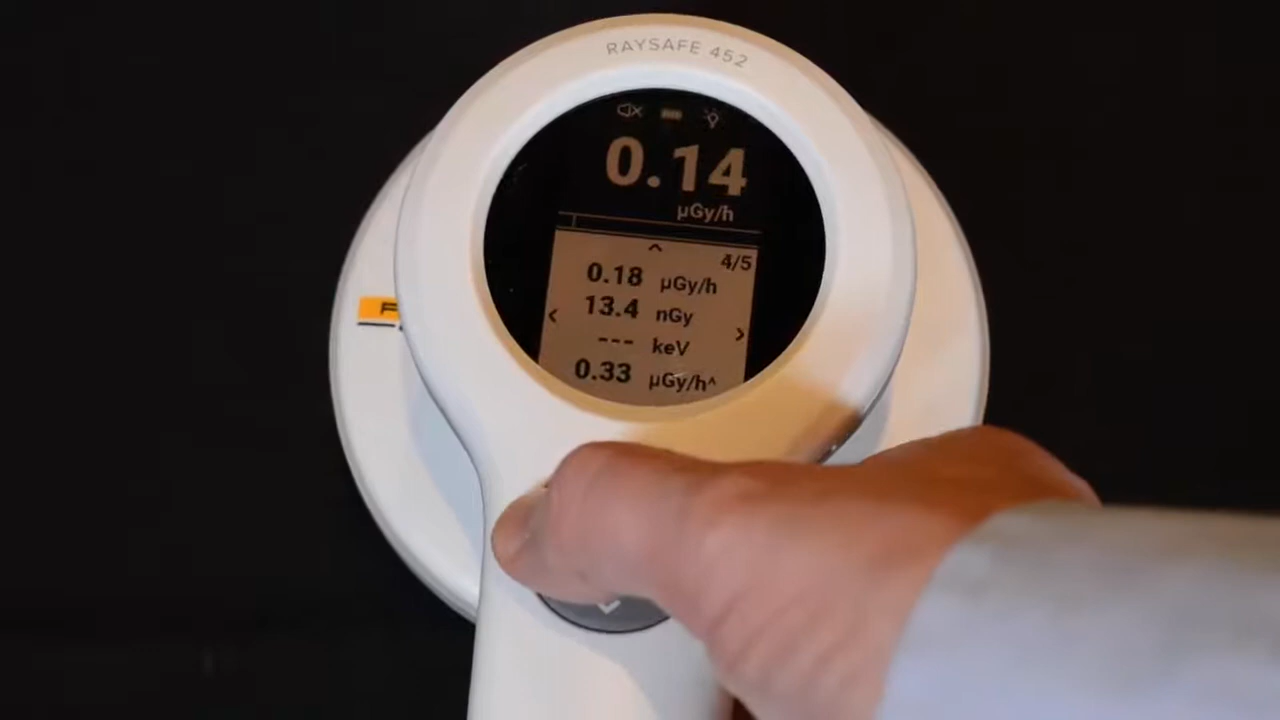 RAYSAFE 452
0.14
µGy/h
4/5
0.18 µGy/h
13.4 nGy
--- keV
0.33 µGy/h^
F